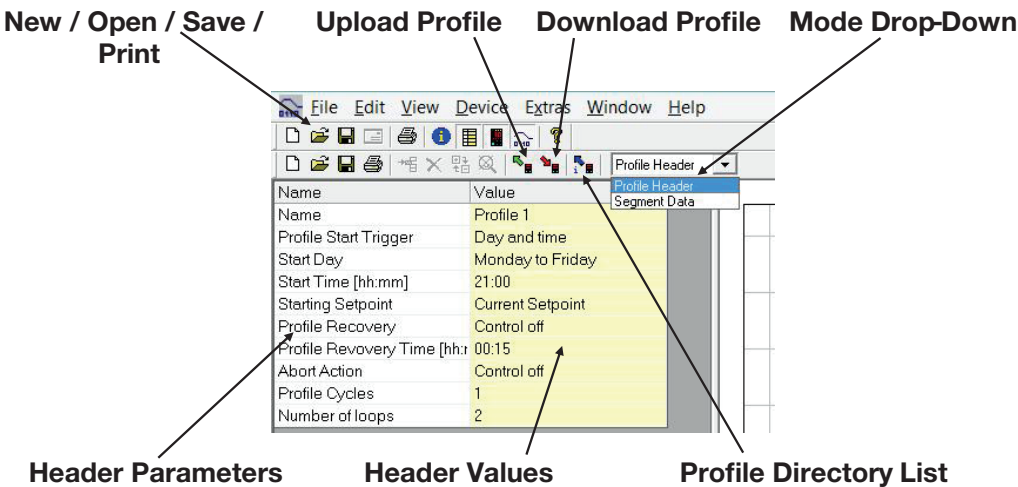 New / Open / Save / Print
Upload Profile
Download Profile
Mode Drop-Down
File Edit View Device Extras Window Help
Profile Header
Profile Header
Segment Data
Name Value
Name Profile 1
Profile Start Trigger Day and time
Start Day Monday to Friday
Start Time [hh:mm] 21:00
Starting Setpoint Current Setpoint
Profile Recovery Control off
Profile Revovery Time [hh:r 00:15
Abort Action Control off
Profile Cycles 1
Number of loops 2
Header Parameters
Header Values
Profile Directory List